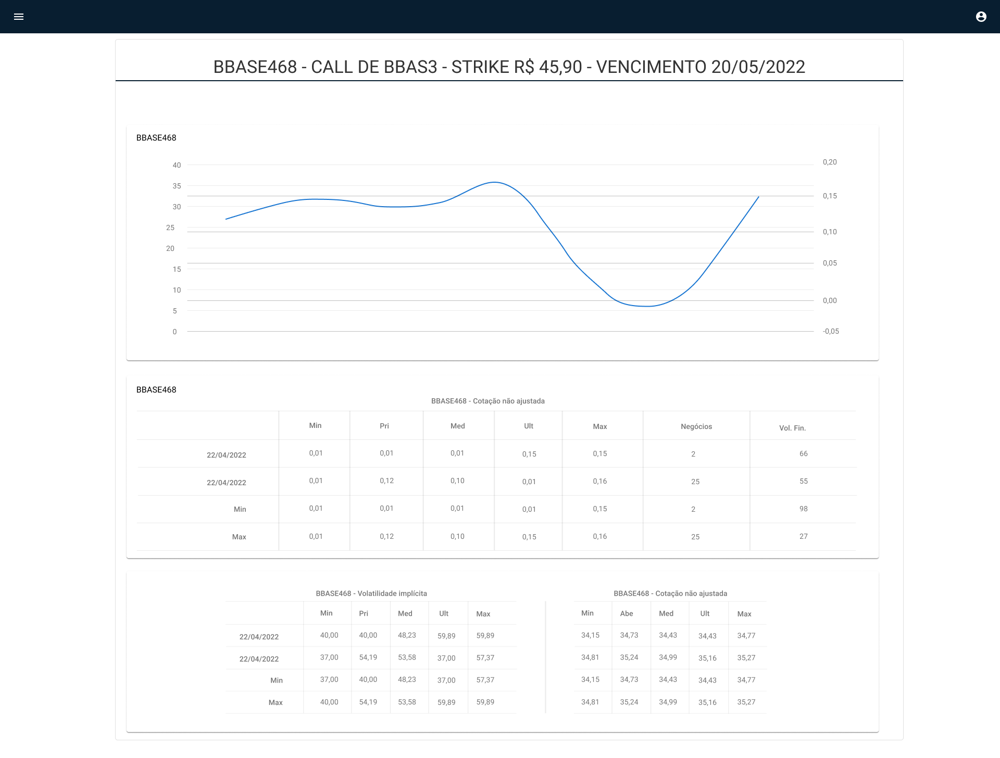 BBASE468 - CALL DE BBAS3 - STRIKE R$ 45,90 - VENCIMENTO 20/05/2022
BBASE468
40 0,20
35
0,15
30
25
0,10
20
0,05
15
10
0,00
5
0 -0,05
BBASE468
BBASE468 - Cotação não ajustada
Min Pri Med Ult Max Negócios Vol. Fin.
22/04/2022 0,01 0,01 0,01 0,15 0,15 2 66
22/04/2022 0,01 0,12 0,10 0,01 0,16 25 55
Min 0,01 0,01 0,01 0,01 0,15 2 98
Max 0,01 0,12 0,10 0,15 0,16 25 27
BBASE468 - Volatilidade implícita
Min Pri Med Ult Max
22/04/2022 40,00 40,00 48,23 59,89 59,89
22/04/2022 37,00 54,19 53,58 37,00 57,37
Min 37,00 40,00 48,23 37,00 57,37
Max 40,00 54,19 53,58 59,89 59,89
BBASE468 - Cotação não ajustada
Min Abe Med Ult Max
34,15 34,73 34,43 34,43 34,77
34,81 35,24 34,99 35,16 35,27
34,15 34,73 34,43 34,43 34,77
34,81 35,24 34,99 35,16 35,27